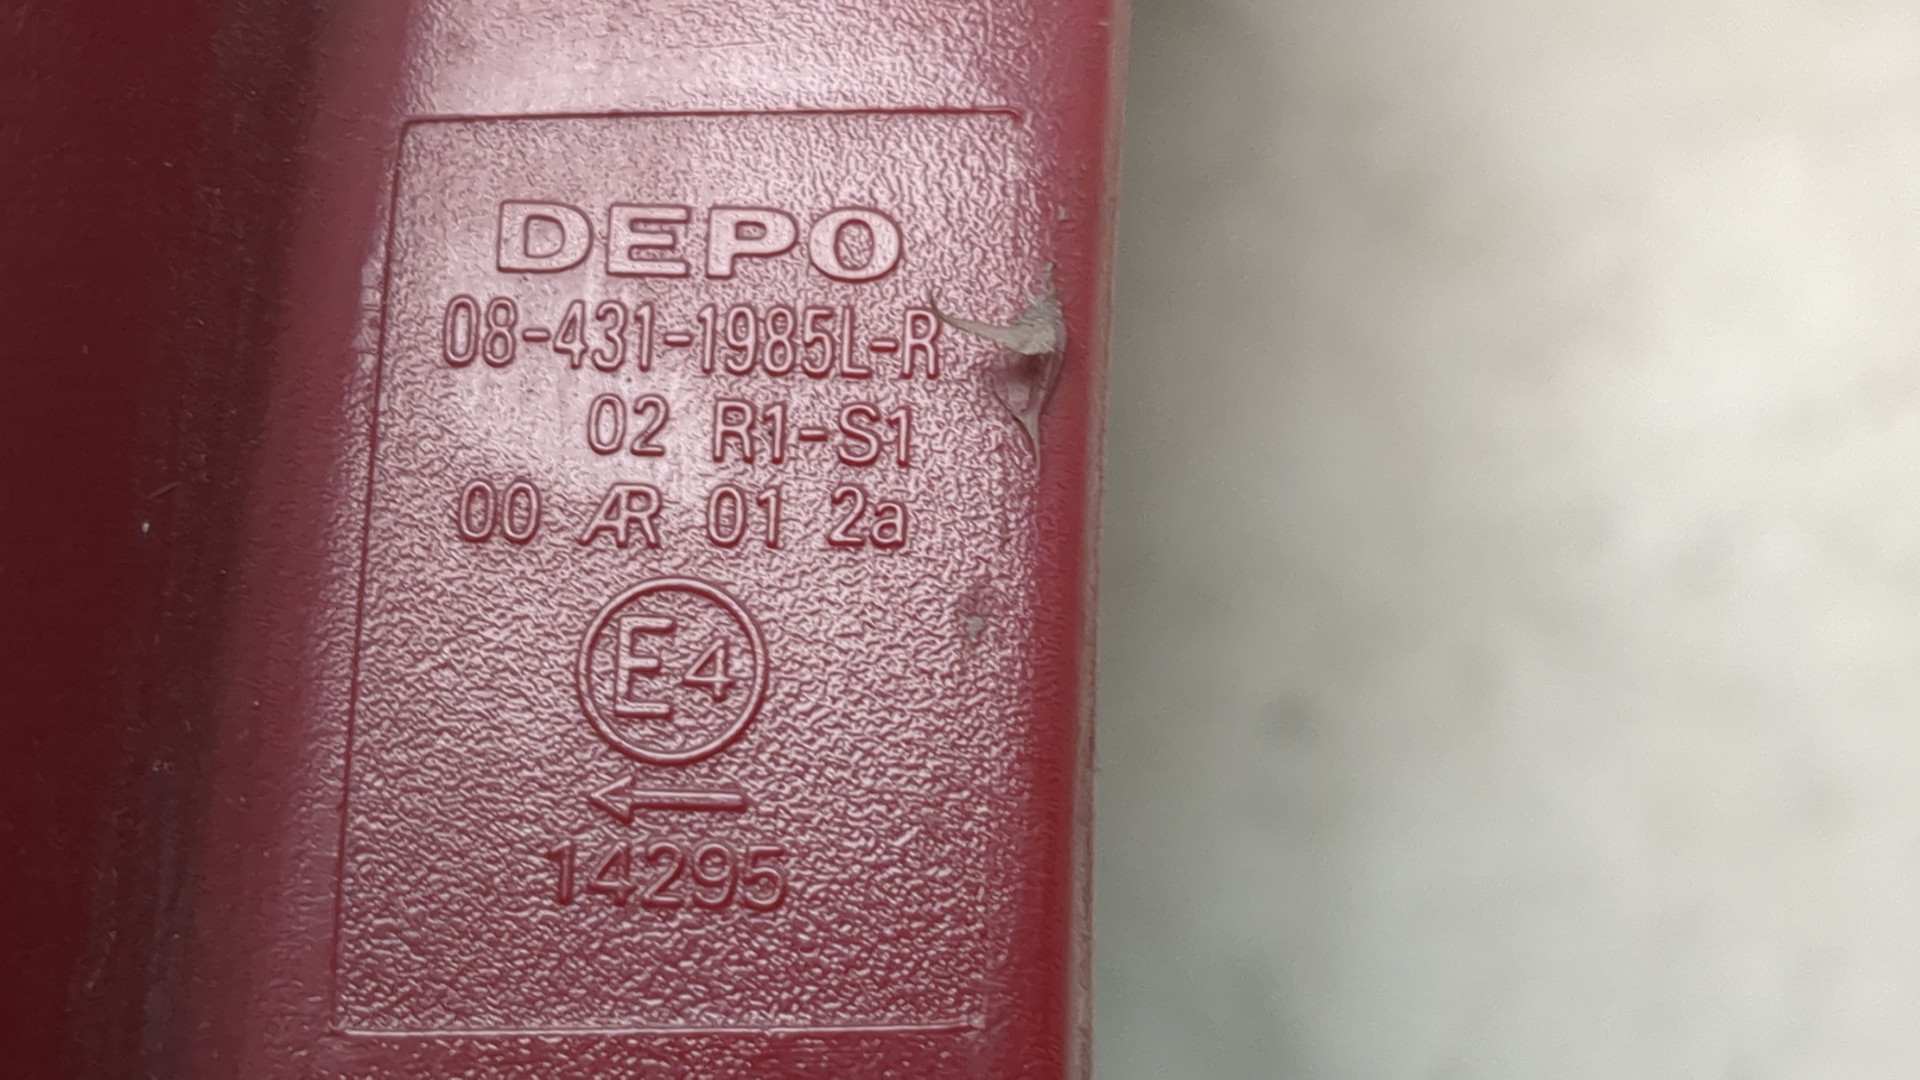 DEPO
08-431-1985L-R
02 R1-S1
00 AR 01 2a
E4
←
14295